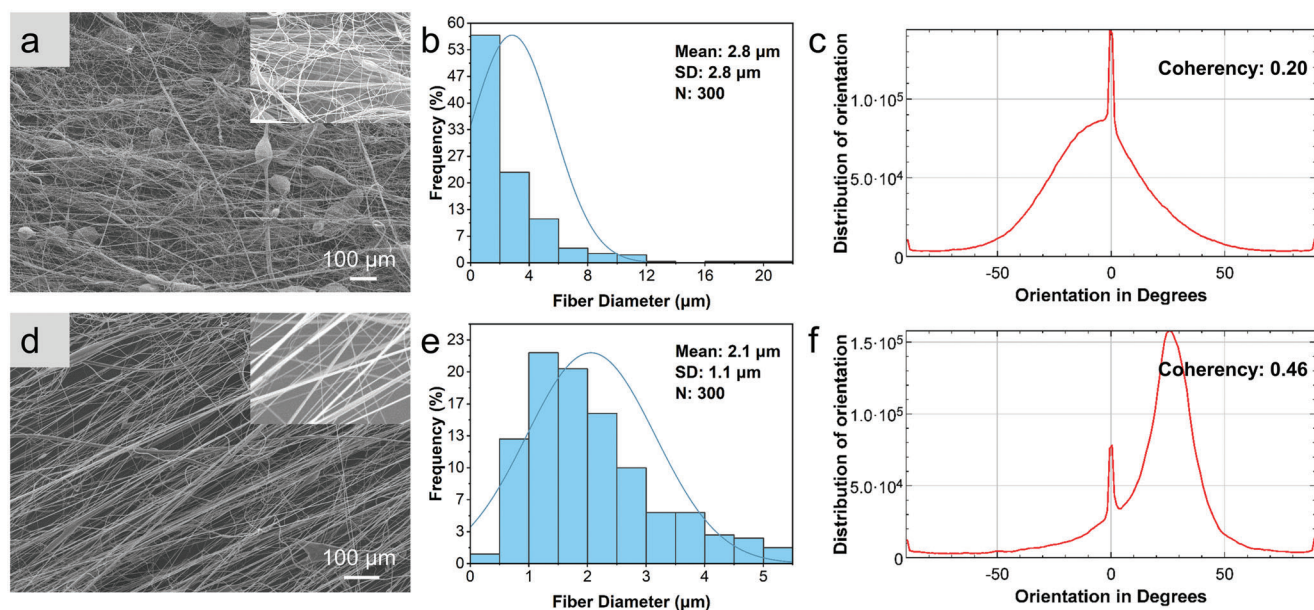 a
100 µm
b
60
53
47
40
33
27
20
13
7
0
Frequency (%)
Mean: 2.8 µm
SD: 2.8 µm
N: 300
0 4 8 12 16 20
Fiber Diameter (µm)
c
Distribution of orientation
1.0·10⁵
5.0·10⁴
0.0
Coherency: 0.20
-50 0 50
Orientation in Degrees
d
100 µm
e
23
20
17
13
10
7
3
0
Frequency (%)
Mean: 2.1 µm
SD: 1.1 µm
N: 300
0 1 2 3 4 5
Fiber Diameter (µm)
f
Distribution of orientation
1.5·10⁵
1.0·10⁵
5.0·10⁴
0.0
Coherency: 0.46
-50 0 50
Orientation in Degrees